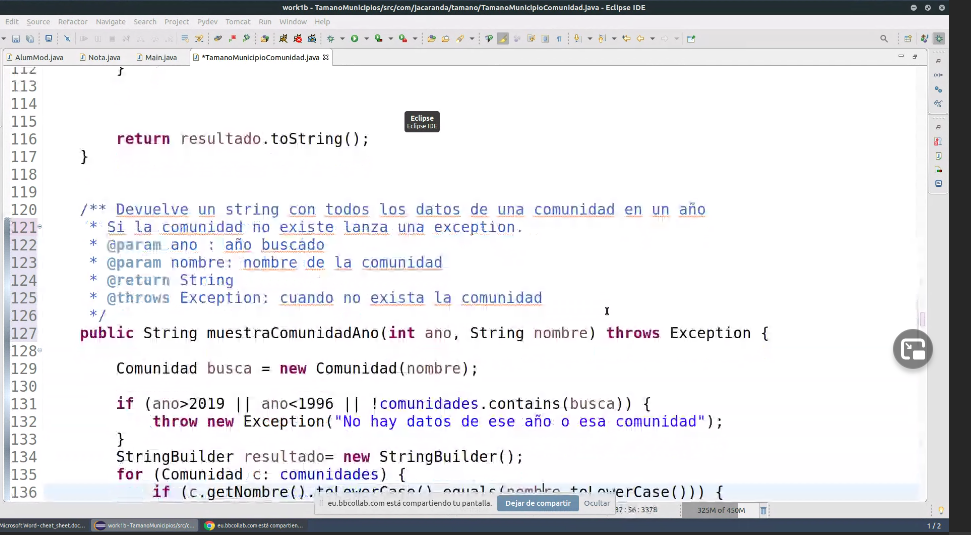 work1b - TamanoMunicipios/src/com/jacaranda/tamano/TamanoMunicipioComunidad.java - Eclipse IDE
Edit Source Refactor Navigate Search Project Pydev Tomcat Run Window Help
AlumMod.java Nota.java Main.java *TamanoMunicipioComunidad.java
112 }
113
114
115
116 return resultado.toString();
117 }
118
119
120 /** Devuelve un string con todos los datos de una comunidad en un año
121 * Si la comunidad no existe lanza una exception.
122 * @param ano : año buscado
123 * @param nombre: nombre de la comunidad
124 * @return String
125 * @throws Exception: cuando no exista la comunidad
126 */
127 public String muestraComunidadAno(int ano, String nombre) throws Exception {
128
129 Comunidad busca = new Comunidad(nombre);
130
131 if (ano>2019 || ano<1996 || !comunidades.contains(busca)) {
132 throw new Exception("No hay datos de ese año o esa comunidad");
133 }
134 StringBuilder resultado= new StringBuilder();
135 for (Comunidad c: comunidades) {
136 if (c.getNombre().toLowerCase().equals(nombre.toLowerCase())) {
Eclipse
Eclipse IDE
eu.bbcollab.com está compartiendo tu pantalla. Dejar de compartir Ocultar
37:56:3378 325M of 450M
Microsoft Word - cheat_sheet.doc... work1b - TamanoMunicipios/src/c... eu.bbcollab.com está compartien... 1/2